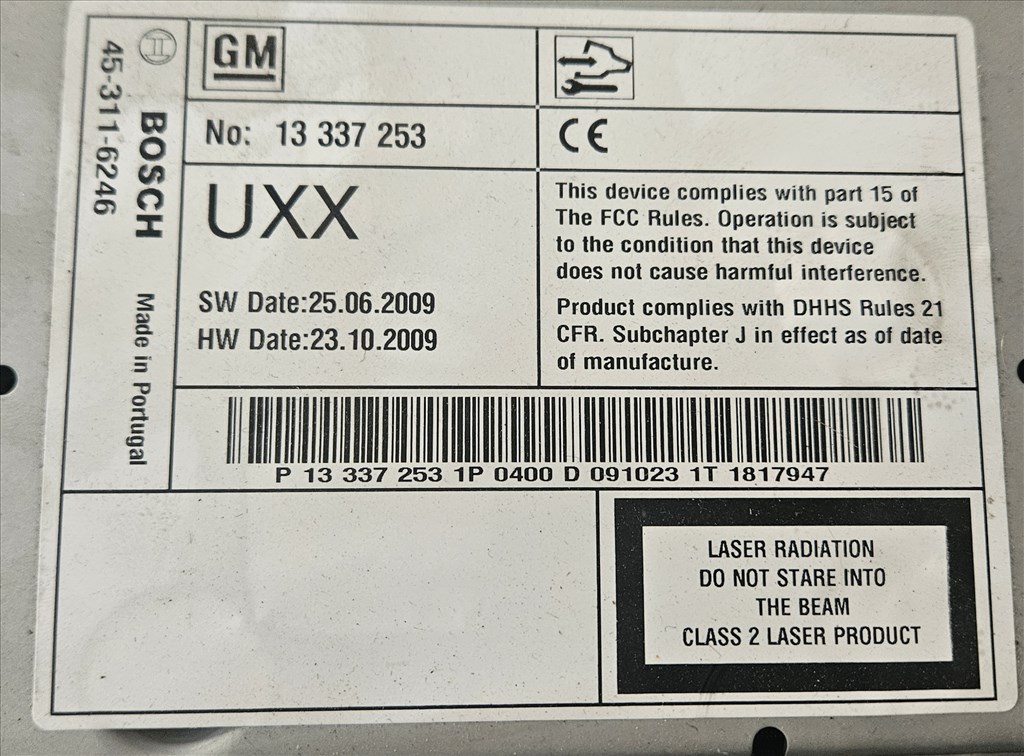 45-311-6246
BOSCH Made in Portugal
GM
No: 13 337 253
CE
UXX
SW Date:25.06.2009
HW Date:23.10.2009
This device complies with part 15 of
The FCC Rules. Operation is subject
to the condition that this device
does not cause harmful interference.
Product complies with DHHS Rules 21
CFR. Subchapter J in effect as of date
of manufacture.
P 13 337 253 1P 0400 D 091023 1T 1817947
LASER RADIATION
DO NOT STARE INTO
THE BEAM
CLASS 2 LASER PRODUCT